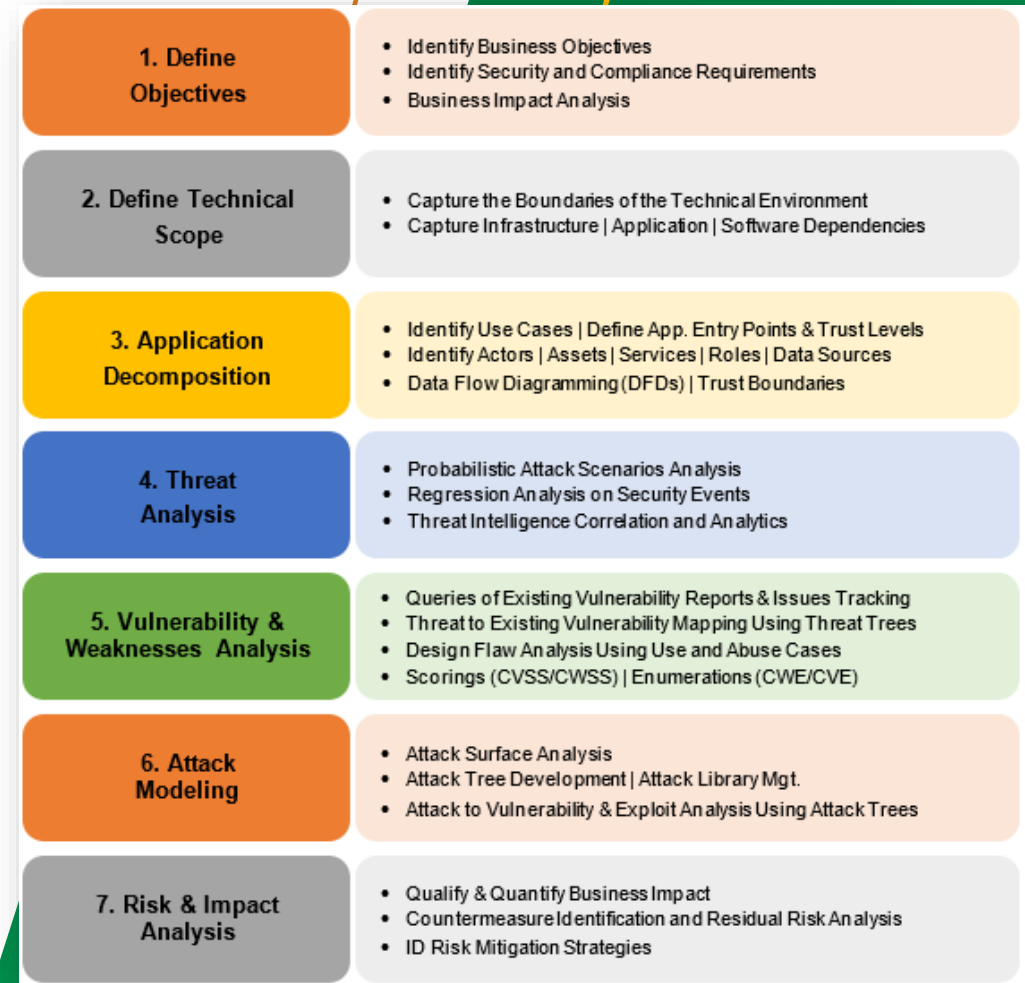 1. Define
Objectives
• Identify Business Objectives
• Identify Security and Compliance Requirements
• Business Impact Analysis
2. Define Technical
Scope
• Capture the Boundaries of the Technical Environment
• Capture Infrastructure | Application | Software Dependencies
3. Application
Decomposition
• Identify Use Cases | Define App. Entry Points & Trust Levels
• Identify Actors | Assets | Services | Roles | Data Sources
• Data Flow Diagramming (DFDs) | Trust Boundaries
4. Threat
Analysis
• Probabilistic Attack Scenarios Analysis
• Regression Analysis on Security Events
• Threat Intelligence Correlation and Analytics
5. Vulnerability &
Weaknesses Analysis
• Queries of Existing Vulnerability Reports & Issues Tracking
• Threat to Existing Vulnerability Mapping Using Threat Trees
• Design Flaw Analysis Using Use and Abuse Cases
• Scorings (CVSS/CWSS) | Enumerations (CWE/CVE)
6. Attack
Modeling
• Attack Surface Analysis
• Attack Tree Development | Attack Library Mgt.
• Attack to Vulnerability & Exploit Analysis Using Attack Trees
7. Risk & Impact
Analysis
• Qualify & Quantify Business Impact
• Countermeasure Identification and Residual Risk Analysis
• ID Risk Mitigation Strategies